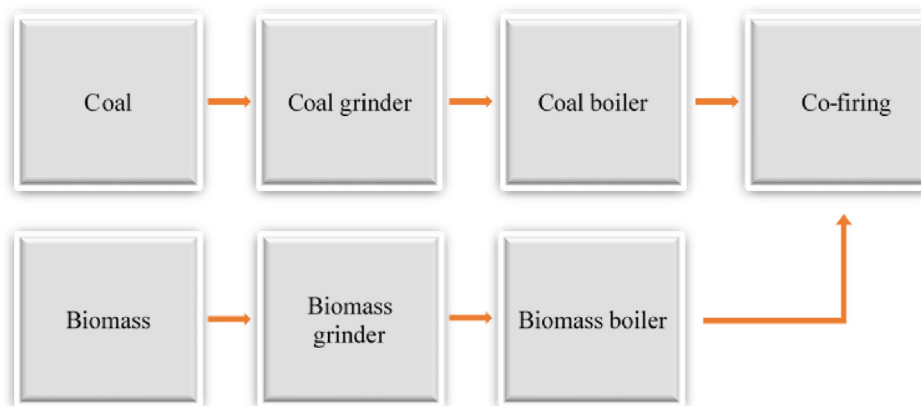 Coal
Coal grinder
Coal boiler
Co-firing
Biomass
Biomass
grinder
Biomass boiler